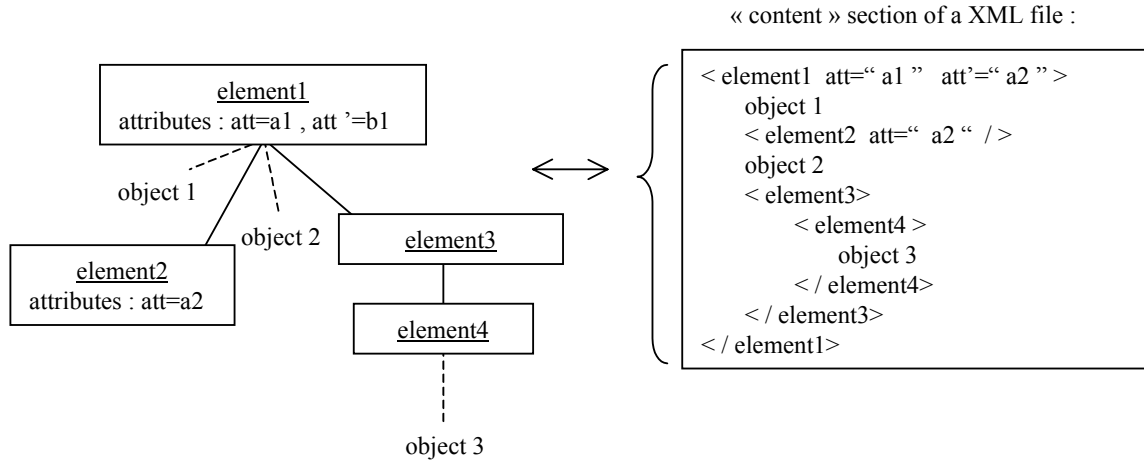 « content » section of a XML file :
element1
attributes : att=a1 , att ’=b1
object 1
object 2
element2
attributes : att=a2
element3
element4
object 3
< element1 att=“ a1 ” att’=“ a2 ” >
object 1
< element2 att=“ a2 “ / >
object 2
< element3>
< element4 >
object 3
< / element4>
< / element3>
< / element1>